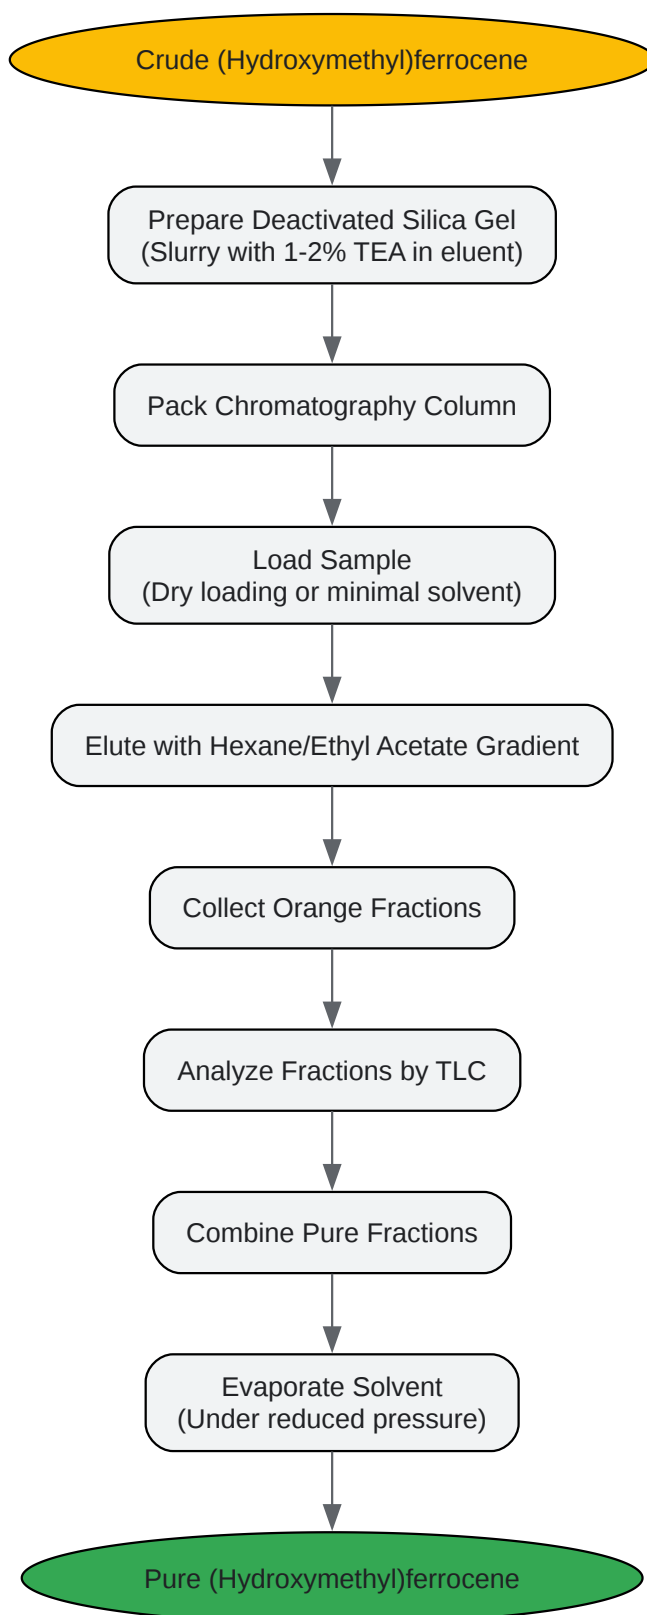 Crude (Hydroxymethyl)ferrocene
Prepare Deactivated Silica Gel
(Slurry with 1-2% TEA in eluent)
Pack Chromatography Column
Load Sample
(Dry loading or minimal solvent)
Elute with Hexane/Ethyl Acetate Gradient
Collect Orange Fractions
Analyze Fractions by TLC
Combine Pure Fractions
Evaporate Solvent
(Under reduced pressure)
Pure (Hydroxymethyl)ferrocene